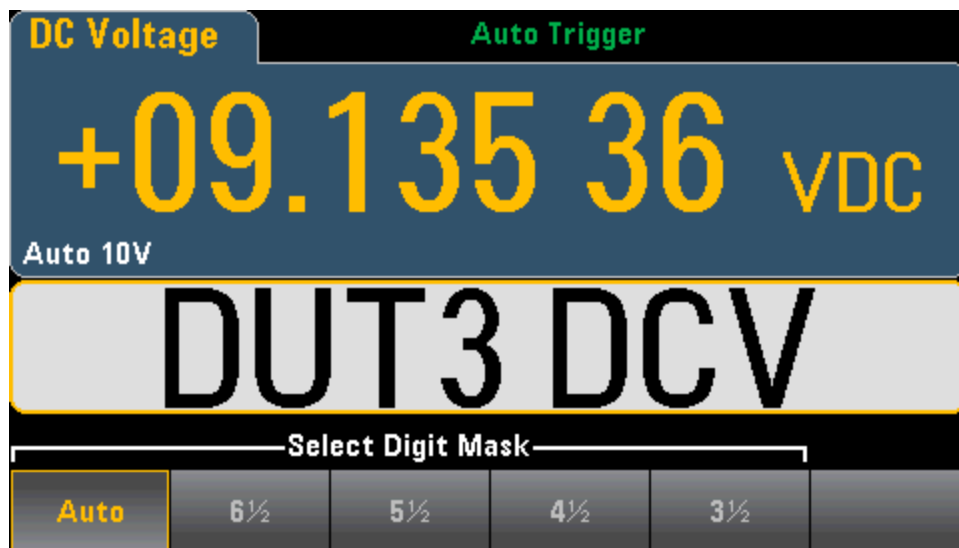 DC Voltage Auto Trigger
+09.135 36 VDC
Auto 10V
DUT3 DCV
Select Digit Mask
Auto 6½ 5½ 4½ 3½